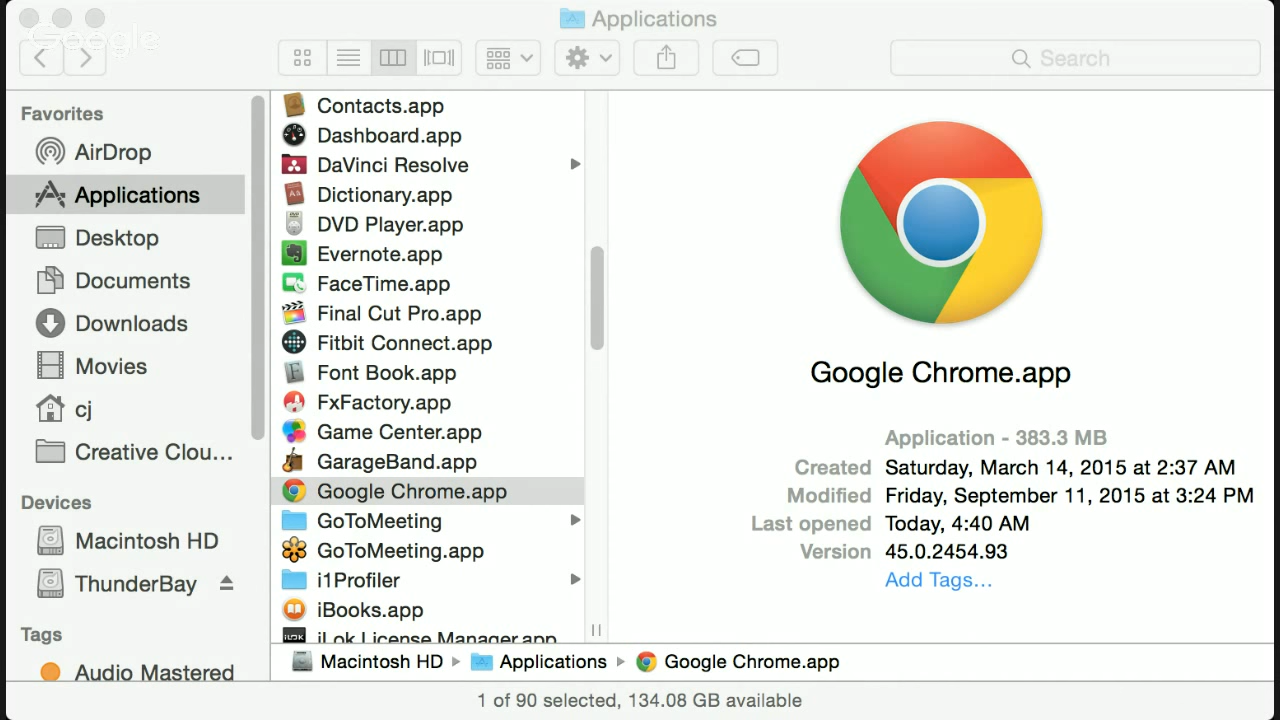 Applications
Google
Search
Favorites
AirDrop
Applications
Desktop
Documents
Downloads
Movies
cj
Creative Clou...
Devices
Macintosh HD
ThunderBay
Tags
Audio Mastered
Contacts.app
Dashboard.app
DaVinci Resolve
Dictionary.app
DVD Player.app
Evernote.app
FaceTime.app
Final Cut Pro.app
Fitbit Connect.app
Font Book.app
FxFactory.app
Game Center.app
GarageBand.app
Google Chrome.app
GoToMeeting
GoToMeeting.app
i1Profiler
iBooks.app
iLok License Manager.app
Google Chrome.app
Application - 383.3 MB
Created Saturday, March 14, 2015 at 2:37 AM
Modified Friday, September 11, 2015 at 3:24 PM
Last opened Today, 4:40 AM
Version 45.0.2454.93
Add Tags...
Macintosh HD Applications Google Chrome.app
1 of 90 selected, 134.08 GB available